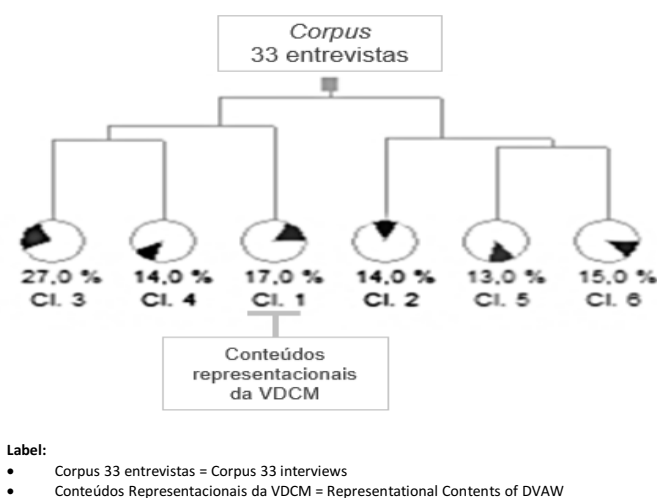 Corpus
33 entrevistas
27,0 % 14,0 % 17,0 % 14,0 % 13,0 % 15,0 %
Cl. 3 Cl. 4 Cl. 1 Cl. 2 Cl. 5 Cl. 6
Conteúdos
representacionais
da VDCM
Label:
• Corpus 33 entrevistas = Corpus 33 interviews
• Conteúdos Representacionais da VDCM = Representational Contents of DVAW